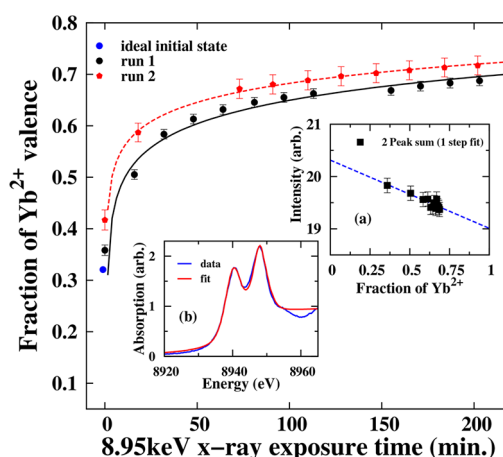 Fraction of Yb2+ valence
0.8
0.7
0.6
0.5
0.4
0.3
0.2
0.1
ideal initial state
run 1
run 2
Intensity (arb.)
21
20
19
2 Peak sum (1 step fit)
(a)
0 0.25 0.5 0.75 1
Fraction of Yb2+
Absorption (arb.)
2
1
0
data
fit
(b)
8920 8940 8960
Energy (eV)
0 50 100 150 200
8.95keV x-ray exposure time (min.)